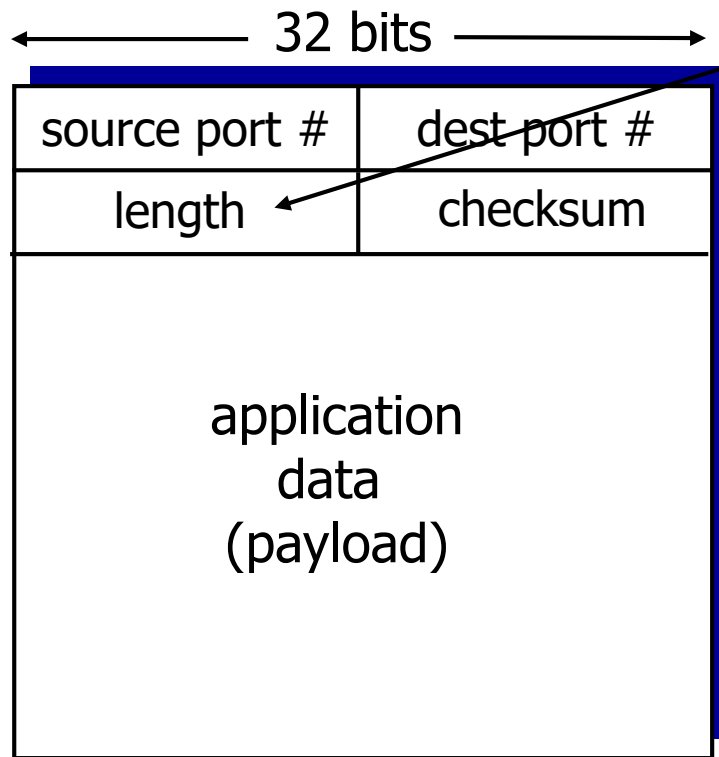 32 bits
source port # dest port #
length checksum
application
data
(payload)